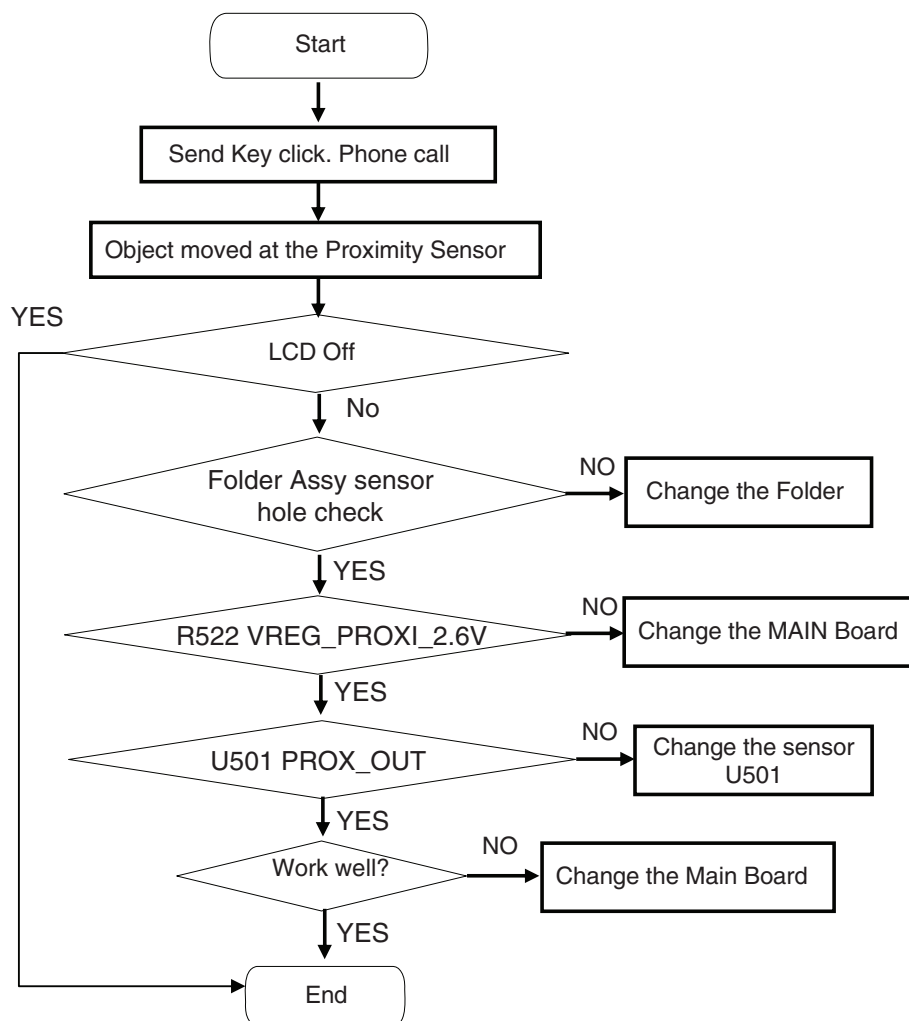 Start
Send Key click. Phone call
Object moved at the Proximity Sensor
YES
LCD Off
No
Folder Assy sensor
hole check
NO
Change the Folder
YES
R522 VREG_PROXI_2.6V
NO
Change the MAIN Board
YES
U501 PROX_OUT
NO
Change the sensor
U501
YES
Work well?
NO
Change the Main Board
YES
End